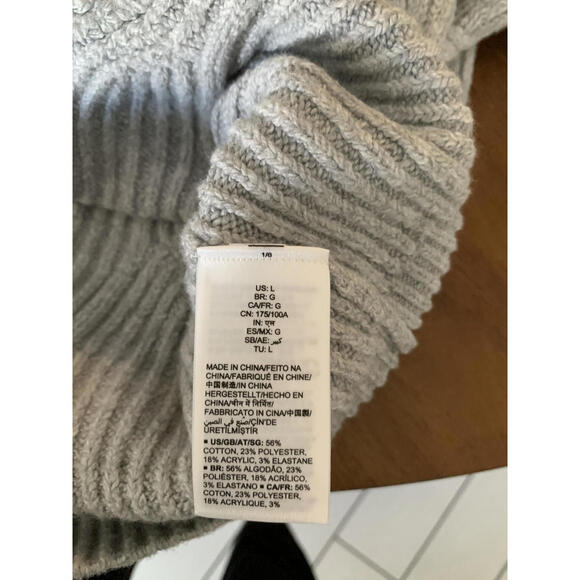 1/8
US: L
BR: G
CA/FR: G
CN: 175/100A
IN: एल
ES/MX: G
SB/AE: كبير
TU: L
MADE IN CHINA/FEITO NA
CHINA/FABRIQUÉ EN CHINE/
中国制造/IN CHINA
HERGESTELLT/HECHO EN
CHINA/चीन में निर्मित/
FABBRICATO IN CINA/中國製
造/صنع في الصين/ÇİN'DE
ÜRETİLMİŞTİR
■ US/GB/AT/SG: 56%
COTTON, 23% POLYESTER,
18% ACRYLIC, 3% ELASTANE
■ BR: 56% ALGODÃO, 23%
POLIÉSTER, 18% ACRÍLICO,
3% ELASTANO ■ CA/FR: 56%
COTON, 23% POLYESTER,
18% ACRYLIQUE, 3%